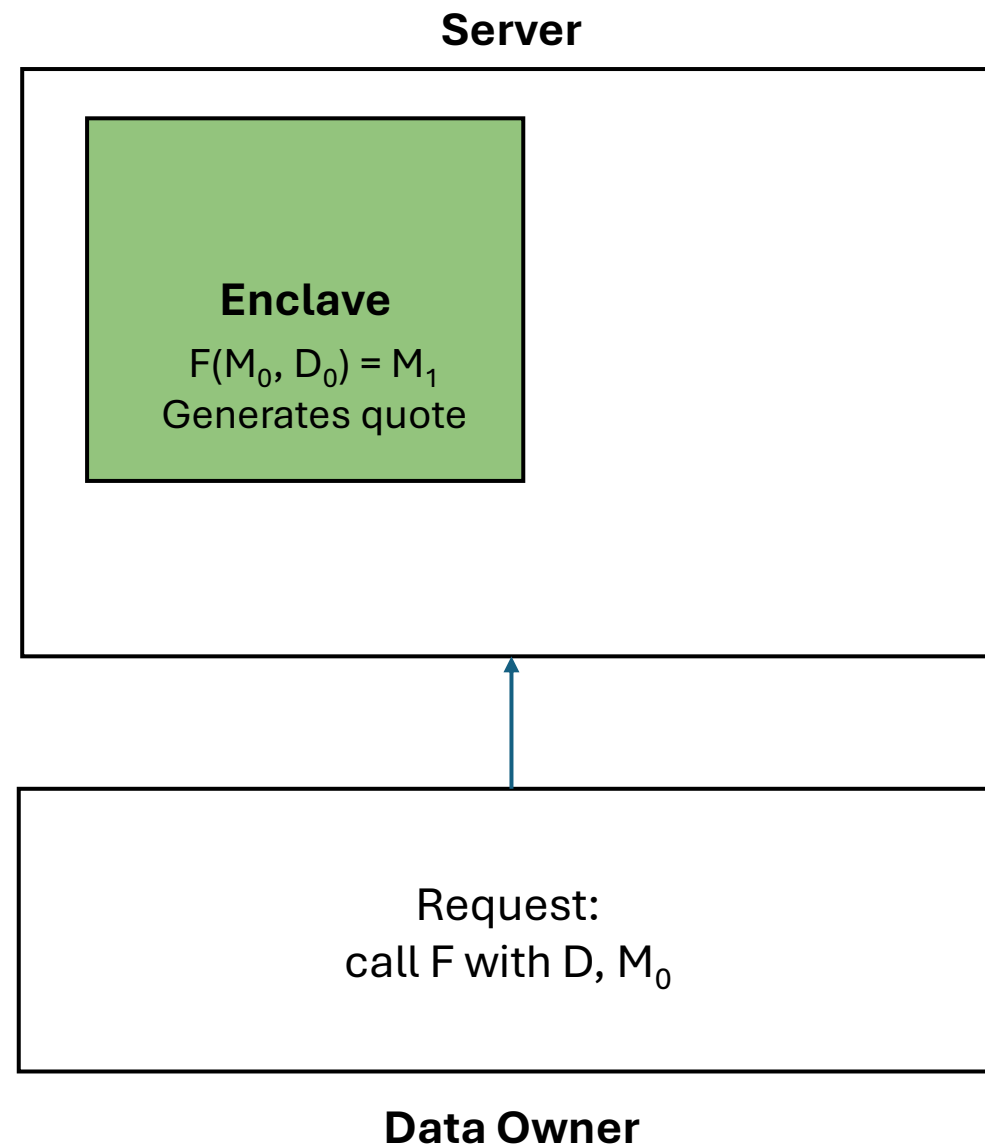 Server
Enclave
F(M₀, D₀) = M₁
Generates quote
Request:
call F with D, M₀
Data Owner